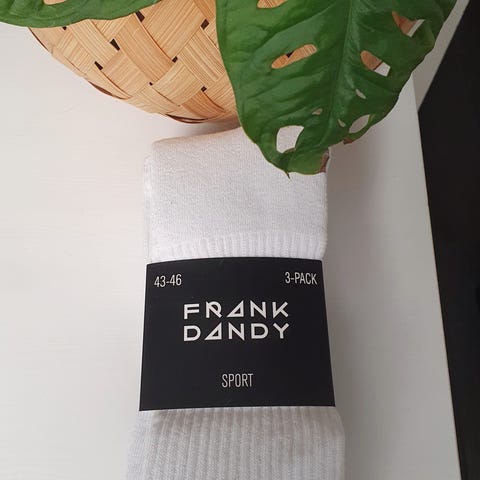 43-46 3-PACK
FRANK
DANDY
SPORT